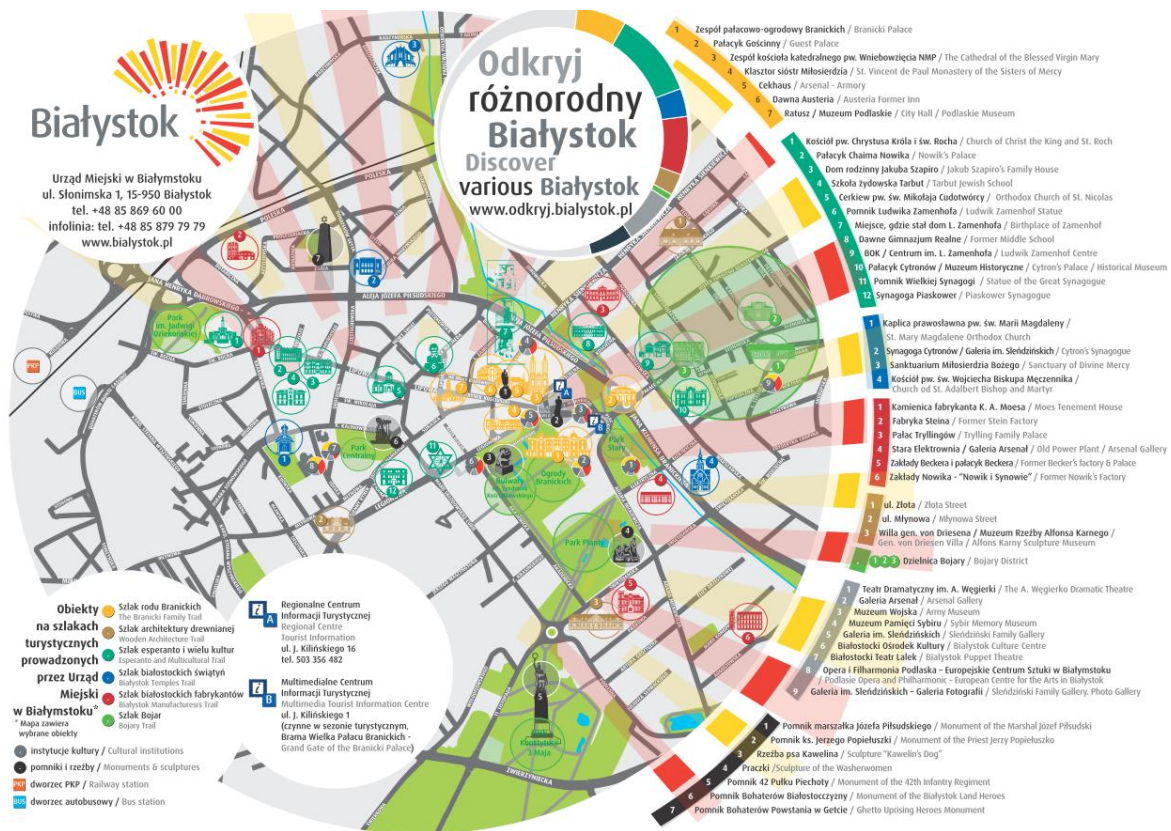 Białystok
Urząd Miejski w Białymstoku
ul. Słonimska 1, 15-950 Białystok
tel. +48 85 869 60 00
infolinia: tel. +48 85 879 79 79
www.bialystok.pl
Odkryj
różnorodny
Białystok
Discover
various Białystok
www.odkryj.bialystok.pl
1 Zespół pałacowo-ogrodowy Branickich / Branicki Palace
2 Pałacyk Gościnny / Guest Palace
3 Zespół kościoła katedralnego pw. Wniebowzięcia NMP / The Cathedral of the Blessed Virgin Mary
4 Klasztor sióstr Miłosierdzia / St. Vincent de Paul Monastery of the Sisters of Mercy
5 Cekhaus / Arsenal - Armory
6 Dawna Austeria / Austeria Former Inn
7 Ratusz / Muzeum Podlaskie / City Hall / Podlaskie Museum
1 Kościół pw. Chrystusa Króla i św. Rocha / Church of Christ the King and St. Roch
2 Pałacyk Chaima Nowika / Nowik's Palace
3 Dom rodzinny Jakuba Szapiro / Jakub Szapiro's Family House
4 Szkoła żydowska Tarbut / Tarbut Jewish School
5 Cerkiew pw. św. Mikołaja Cudotwórcy / Orthodox Church of St. Nicolas
6 Pomnik Ludwika Zamenhofa / Ludwik Zamenhof Statue
7 Miejsce, gdzie stał dom L. Zamenhofa / Birthplace of Zamenhof
8 Dawne Gimnazjum Realne / Former Middle School
9 BOK / Centrum im. L. Zamenhofa / Ludwik Zamenhof Centre
10 Pałacyk Cytronów / Muzeum Historyczne / Cytron's Palace / Historical Museum
11 Pomnik Wielkiej Synagogi / Statue of the Great Synagogue
12 Synagoga Piaskower / Piaskower Synagogue
1 Kaplica prawosławna pw. św. Marii Magdaleny /
St. Mary Magdalene Orthodox Church
2 Synagoga Cytronów / Galeria im. Sleńdzińskich / Cytron's Synagogue
3 Sanktuarium Miłosierdzia Bożego / Sanctuary of Divine Mercy
4 Kościół pw. św. Wojciecha Biskupa Męczennika /
Church od St. Adalbert Bishop and Martyr
1 Kamienica fabrykanta K. A. Moesa / Moes Tenement House
2 Fabryka Steina / Former Stein Factory
3 Pałac Tryllingów / Trylling Family Palace
4 Stara Elektrownia / Galeria Arsenał / Old Power Plant / Arsenal Gallery
5 Zakłady Beckera i pałacyk Beckera / Former Becker's factory & Palace
6 Zakłady Nowika - "Nowik i Synowie" / Former Nowik's Factory
1 ul. Złota / Złota Street
2 ul. Młynowa / Młynowa Street
3 Willa gen. von Driesena / Muzeum Rzeźby Alfonsa Karnego /
Gen. von Driesen Villa / Alfons Karny Sculpture Museum
1 2 3 Dzielnica Bojary / Bojary District
1 Teatr Dramatyczny im. A. Węgierki / The A. Węgierko Dramatic Theatre
2 Galeria Arsenał / Arsenal Gallery
3 Muzeum Wojska / Army Museum
4 Muzeum Pamięci Sybiru / Sybir Memory Museum
5 Galeria im. Sleńdzińskich / Sleńdziński Family Gallery
6 Białostocki Ośrodek Kultury / Bialystok Culture Centre
7 Białostocki Teatr Lalek / Bialystok Puppet Theatre
8 Opera i Filharmonia Podlaska – Europejskie Centrum Sztuki w Białymstoku
/ Podlasie Opera and Philharmonic – European Centre for the Arts in Białystok
9 Galeria im. Sleńdzińskich – Galeria Fotografii / Sleńdziński Family Gallery. Photo Gallery
1 Pomnik marszałka Józefa Piłsudskiego / Monument of the Marshal Józef Piłsudski
2 Pomnik ks. Jerzego Popiełuszki / Monument of the Priest Jerzy Popiełuszko
3 Rzeźba psa Kawelina / Sculpture "Kawelin's Dog"
4 Praczki /Sculpture of the Washerwomen
5 Pomnik 42 Pułku Piechoty / Monument of the 42th Infantry Regiment
6 Pomnik Bohaterów Białostocczyzny / Monument of the Białystok Land Heroes
7 Pomnik Bohaterów Powstania w Getcie / Ghetto Uprising Heroes Monument
POLESKA
POLESKA
JANA HENRYKA DĄBROWSKIEGO
ALEJA JÓZEFA PIŁSUDSKIEGO
JÓZEFA PIŁSUDSKIEGO
HENRYKA SIENKIEWICZA
LIPOWA
LIPOWA
ZWIERZYNIECKA
Park
im. Jadwigi
Dziekońskiej
Park
Centralny
Park
Stary
Ogrody
Branickich
Bulwary
Park Planty
Konstytucji
3 Maja
PKP
BUS
Obiekty
na szlakach
turystycznych
prowadzonych
przez Urząd
Miejski
w Białymstoku*
* Mapa zawiera
wybrane obiekty
Szlak rodu Branickich
The Branicki Family Trail
Szlak architektury drewnianej
Wooden Architecture Trail
Szlak esperanto i wielu kultur
Esperanto and Multicultural Trail
Szlak białostockich świątyń
Bialystok Temples Trail
Szlak białostockich fabrykantów
Bialystok Manufacturesis Trail
Szlak Bojar
Bojary Trail
instytucje kultury / Cultural institutions
pomniki i rzeźby / Monuments & sculptures
PKP dworzec PKP / Railway station
BUS dworzec autobusowy / Bus station
i A
Regionalne Centrum
Informacji Turystycznej
Regional Centre
Tourist Information
ul. J. Kilińskiego 16
tel. 503 356 482
i B
Multimedialne Centrum
Informacji Turystycznej
Multimedia Tourist Information Centre
ul. J. Kilińskiego 1
(czynne w sezonie turystycznym,
Brama Wielka Pałacu Branickich -
Grand Gate of the Branicki Palace)